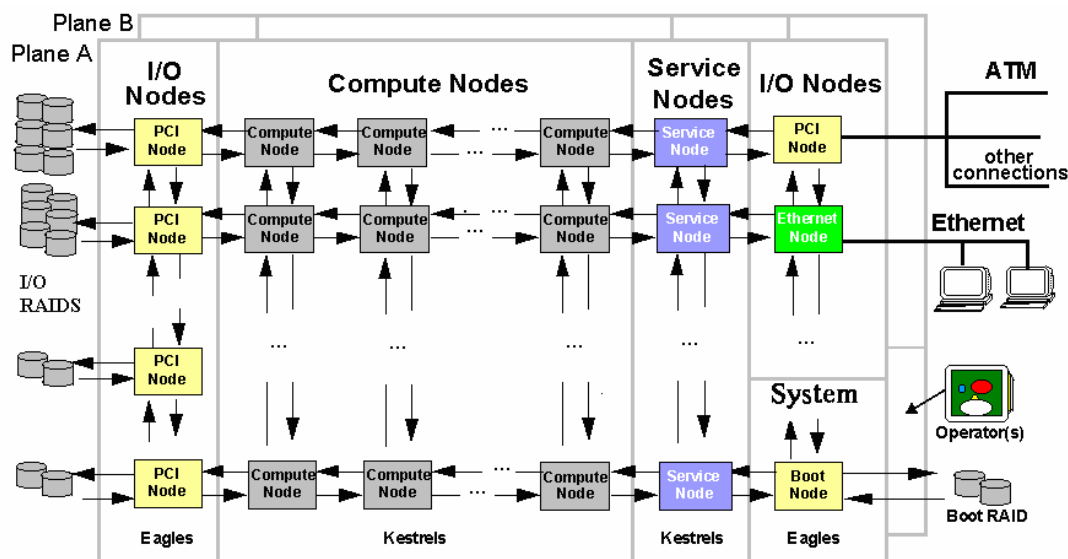 Plane B
Plane A
I/O
Nodes
Compute Nodes
Service
Nodes
I/O Nodes
ATM
PCI
Node
Compute
Node
Compute
Node
...
Compute
Node
Service
Node
PCI
Node
other
connections
PCI
Node
Compute
Node
Compute
Node
...
Compute
Node
Service
Node
Ethernet
Node
Ethernet
I/O
RAIDS
...
...
...
...
PCI
Node
System
Operator(s)
PCI
Node
Compute
Node
Compute
Node
...
Compute
Node
Service
Node
Boot
Node
Boot RAID
Eagles
Kestrels
Kestrels
Eagles